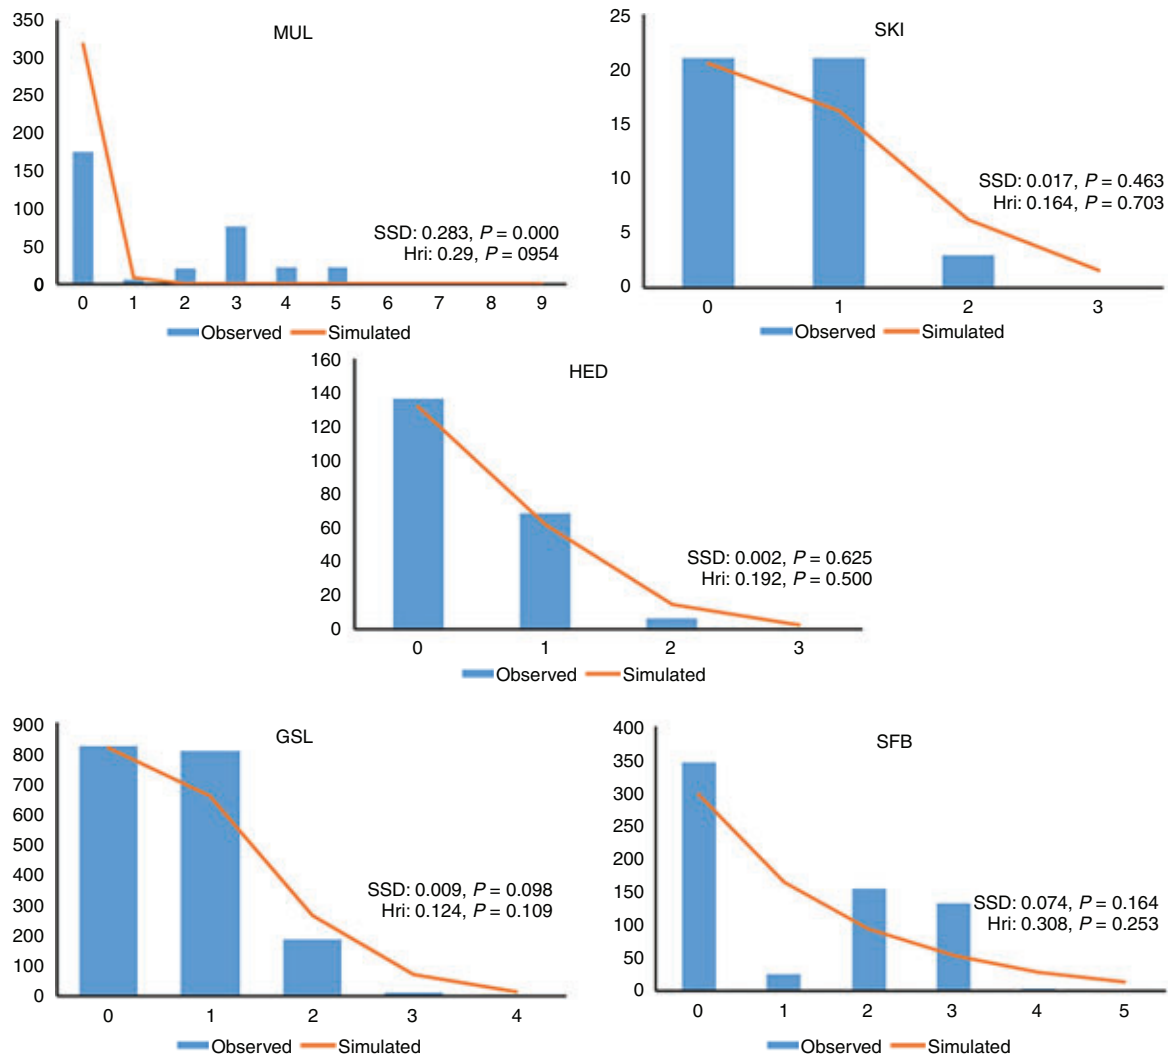 MUL
350
300
250
200
150
100
50
0
0 1 2 3 4 5 6 7 8 9
SSD: 0.283, P = 0.000
Hri: 0.29, P = 0954
Observed Simulated
SKI
25
20
15
10
5
0
0 1 2 3
SSD: 0.017, P = 0.463
Hri: 0.164, P = 0.703
Observed Simulated
HED
160
140
120
100
80
60
40
20
0
0 1 2 3
SSD: 0.002, P = 0.625
Hri: 0.192, P = 0.500
Observed Simulated
GSL
900
800
700
600
500
400
300
200
100
0
0 1 2 3 4
SSD: 0.009, P = 0.098
Hri: 0.124, P = 0.109
Observed Simulated
SFB
400
350
300
250
200
150
100
50
0
0 1 2 3 4 5
SSD: 0.074, P = 0.164
Hri: 0.308, P = 0.253
Observed Simulated